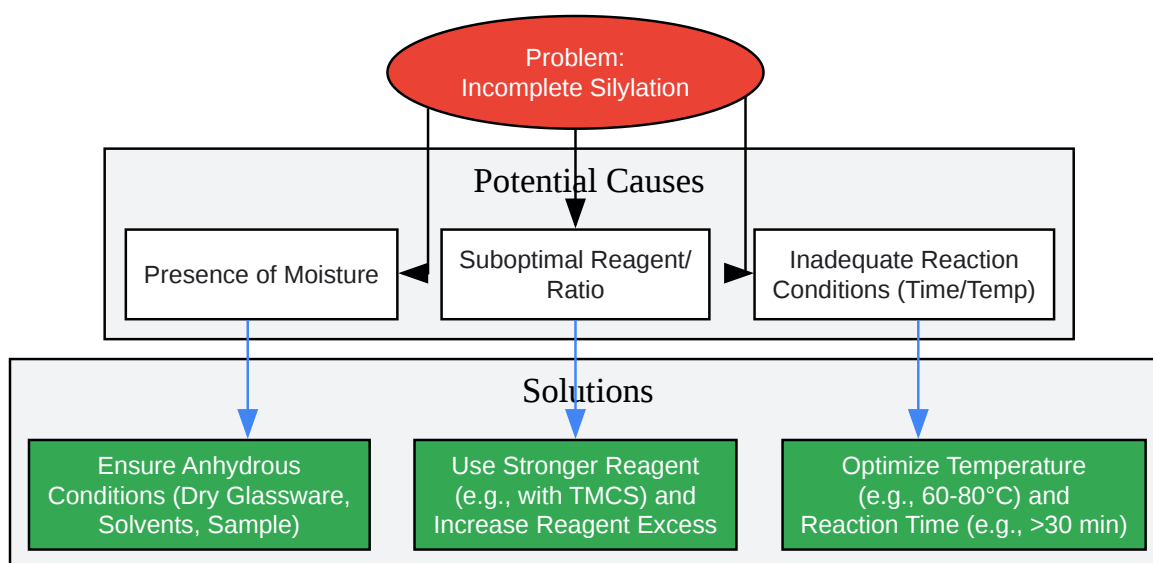 Problem:
Incomplete Silylation
Potential Causes
Presence of Moisture
Suboptimal Reagent/
Ratio
Inadequate Reaction
Conditions (Time/Temp)
Solutions
Ensure Anhydrous
Conditions (Dry Glassware,
Solvents, Sample)
Use Stronger Reagent
(e.g., with TMCS) and
Increase Reagent Excess
Optimize Temperature
(e.g., 60-80°C) and
Reaction Time (e.g., >30 min)